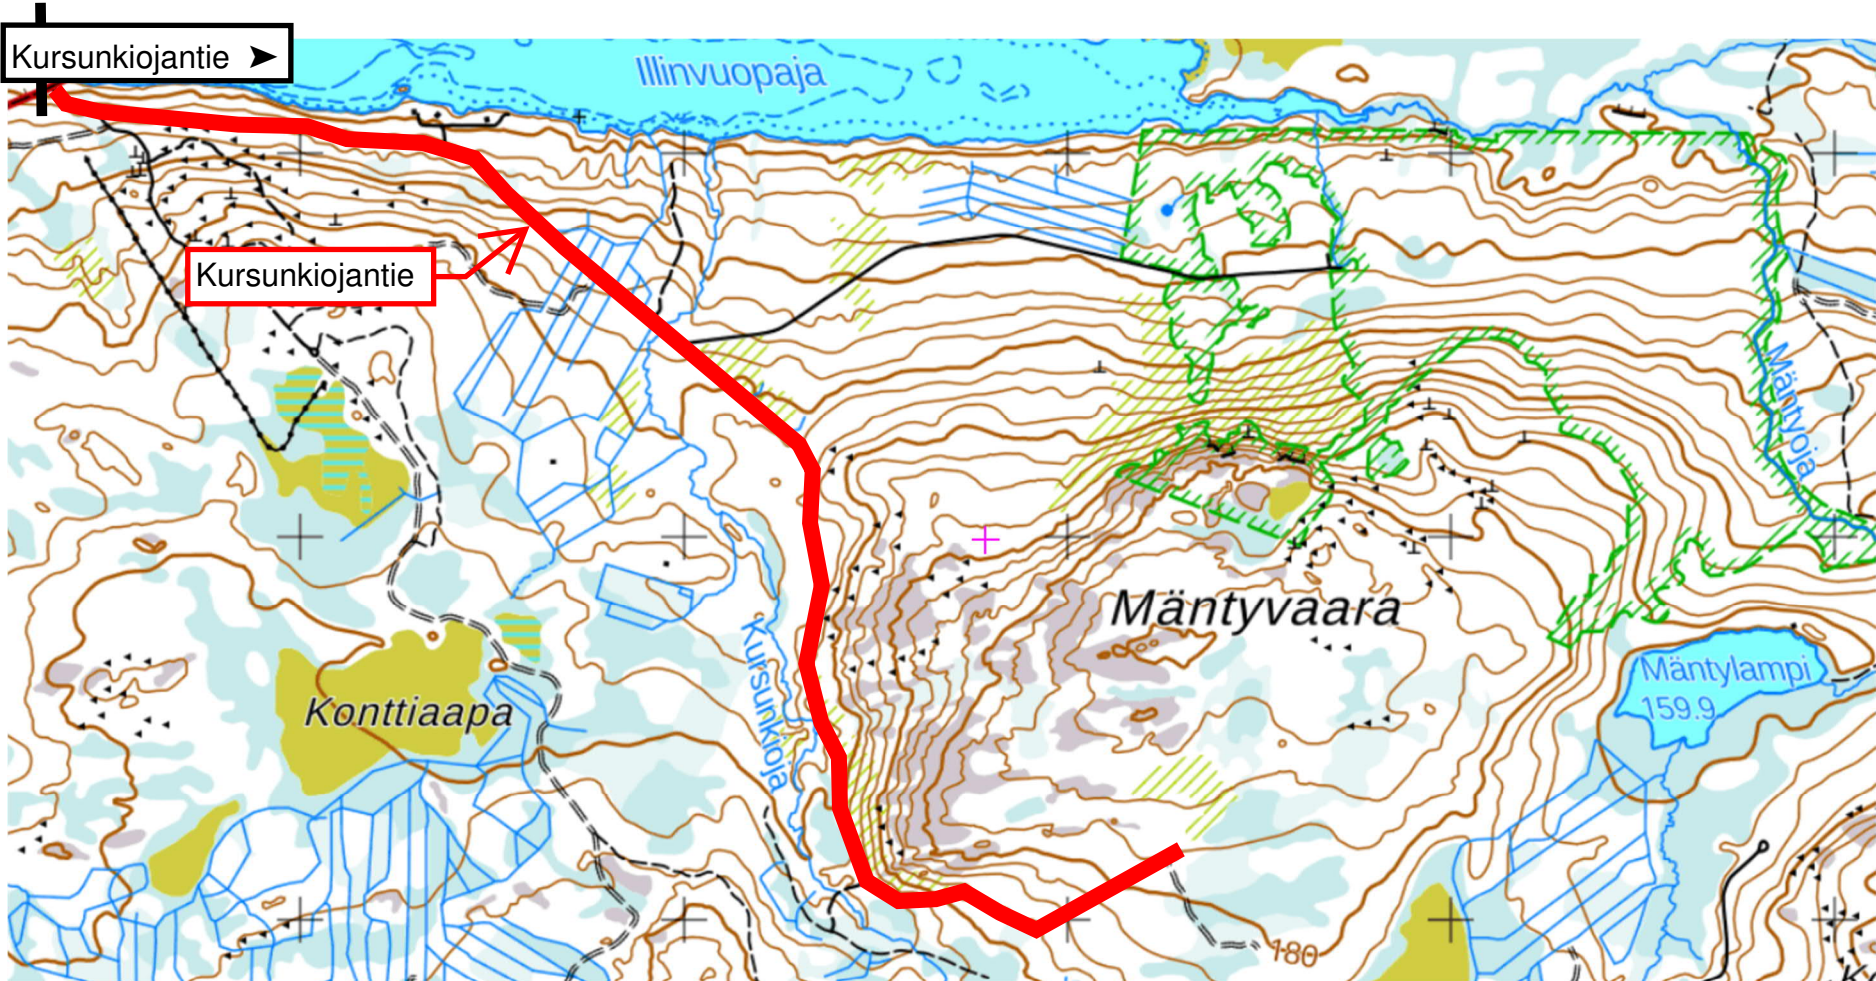 Kursunkiojantie ➤
Illinvuopaja
Kursunkiojantie
Mäntyoja
Mäntyvaara
Kursunkioja
Mäntylampi
159.9
Konttiaapa
180